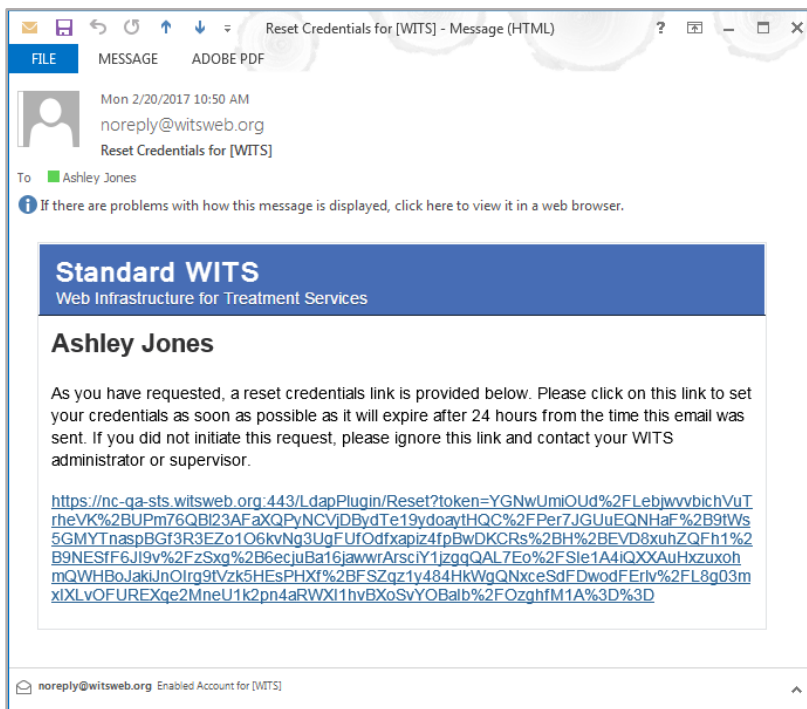 Reset Credentials for [WITS] - Message (HTML)
FILE MESSAGE ADOBE PDF
Mon 2/20/2017 10:50 AM
noreply@witsweb.org
Reset Credentials for [WITS]
To Ashley Jones
If there are problems with how this message is displayed, click here to view it in a web browser.
Standard WITS
Web Infrastructure for Treatment Services
Ashley Jones
As you have requested, a reset credentials link is provided below. Please click on this link to set
your credentials as soon as possible as it will expire after 24 hours from the time this email was
sent. If you did not initiate this request, please ignore this link and contact your WITS
administrator or supervisor.
https://nc-qa-sts.witsweb.org:443/LdapPlugin/Reset?token=YGNwUmiOUd%2FLebjwvvbichVuT
rheVK%2BUPm76QBl23AFaXQPyNCVjDBydTe19ydoaytHQC%2FPer7JGUuEQNHaF%2B9tWs
5GMYTnaspBGf3R3EZo1O6kvNg3UgFUfOdfxapiz4fpBwDKCRs%2BH%2BEVD8xuhZQFh1%2
B9NESfF6JI9v%2FzSxg%2B6ecjuBa16jawwrArsciY1jzgqQAL7Eo%2FSle1A4iQXXAuHxzuxoh
mQWHBoJakiJnOIrg9tVzk5HEsPHXf%2BFSZqz1y484HkWgQNxceSdFDwodFErlv%2FL8g03m
xIXLvOFUREXqe2MneU1k2pn4aRWXI1hvBXoSvYOBaIb%2FOzghfM1A%3D%3D
noreply@witsweb.org Enabled Account for [WITS]